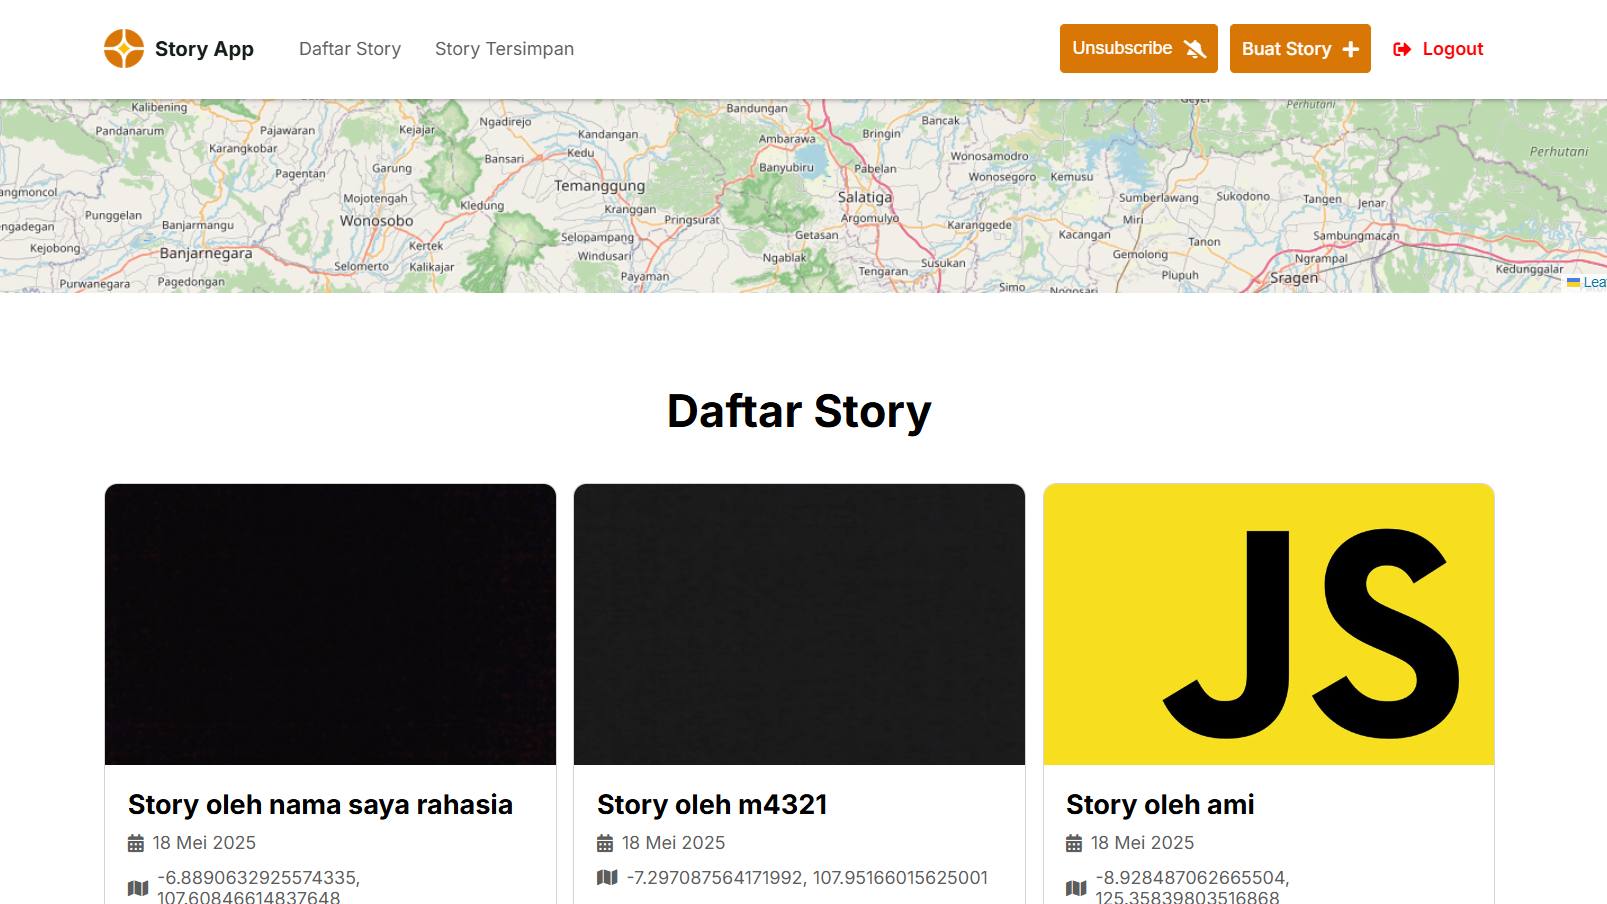 Story App
Daftar Story
Story Tersimpan
Unsubscribe
Buat Story
Logout
Kalibening
Pandanarum
Pajawaran
Karangkobar
Pagentan
Garung
Kejajar
Ngadirejo
Bansari
Kedu
Kandangan
Temanggung
Bandungan
Ambarawa
Banyubiru
Bringin
Bancak
Pabelan
Salatiga
Wonosamodro
Wonosegoro
Kemusu
Perhutani
Perhutani
angmoncol
Punggelan
Banjarmangu
Mojotengah
Wonosobo
Kledung
Kranggan
Pringsurat
Argomulyo
Getasan
Karanggede
Sumberlawang
Sukodono
Tangen
Jenar
Miri
Kacangan
Tanon
Sambungmacan
Kejobong
Banjarnegara
Kertek
Selopampang
Windusari
Selomerto
Kalikajar
Payaman
Ngablak
Tengaran
Susukan
Gemolong
Plupuh
Ngrampal
Sragen
Kedunggalar
Purwanegara
Pagedongan
Simo
Nogosari
Lea
Daftar Story
JS
Story oleh nama saya rahasia
18 Mei 2025
-6.8890632925574335,
107.60846614837648
Story oleh m4321
18 Mei 2025
-7.297087564171992, 107.95166015625001
Story oleh ami
18 Mei 2025
-8.928487062665504,
125.35839803516868